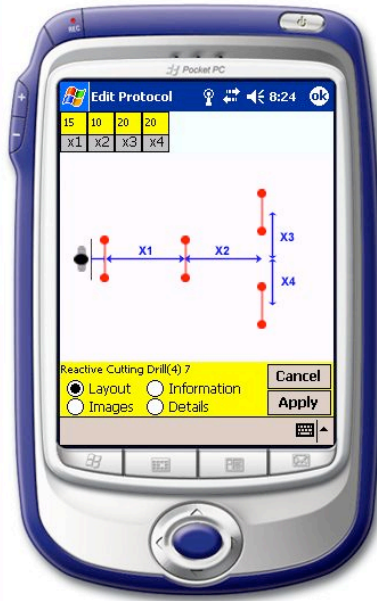 REC
Pocket PC
Edit Protocol 8:24 ok
15 10 20 20
x1 x2 x3 x4
X1 X2 X3
X4
Reactive Cutting Drill(4) 7
Layout Information
Images Details
Cancel
Apply